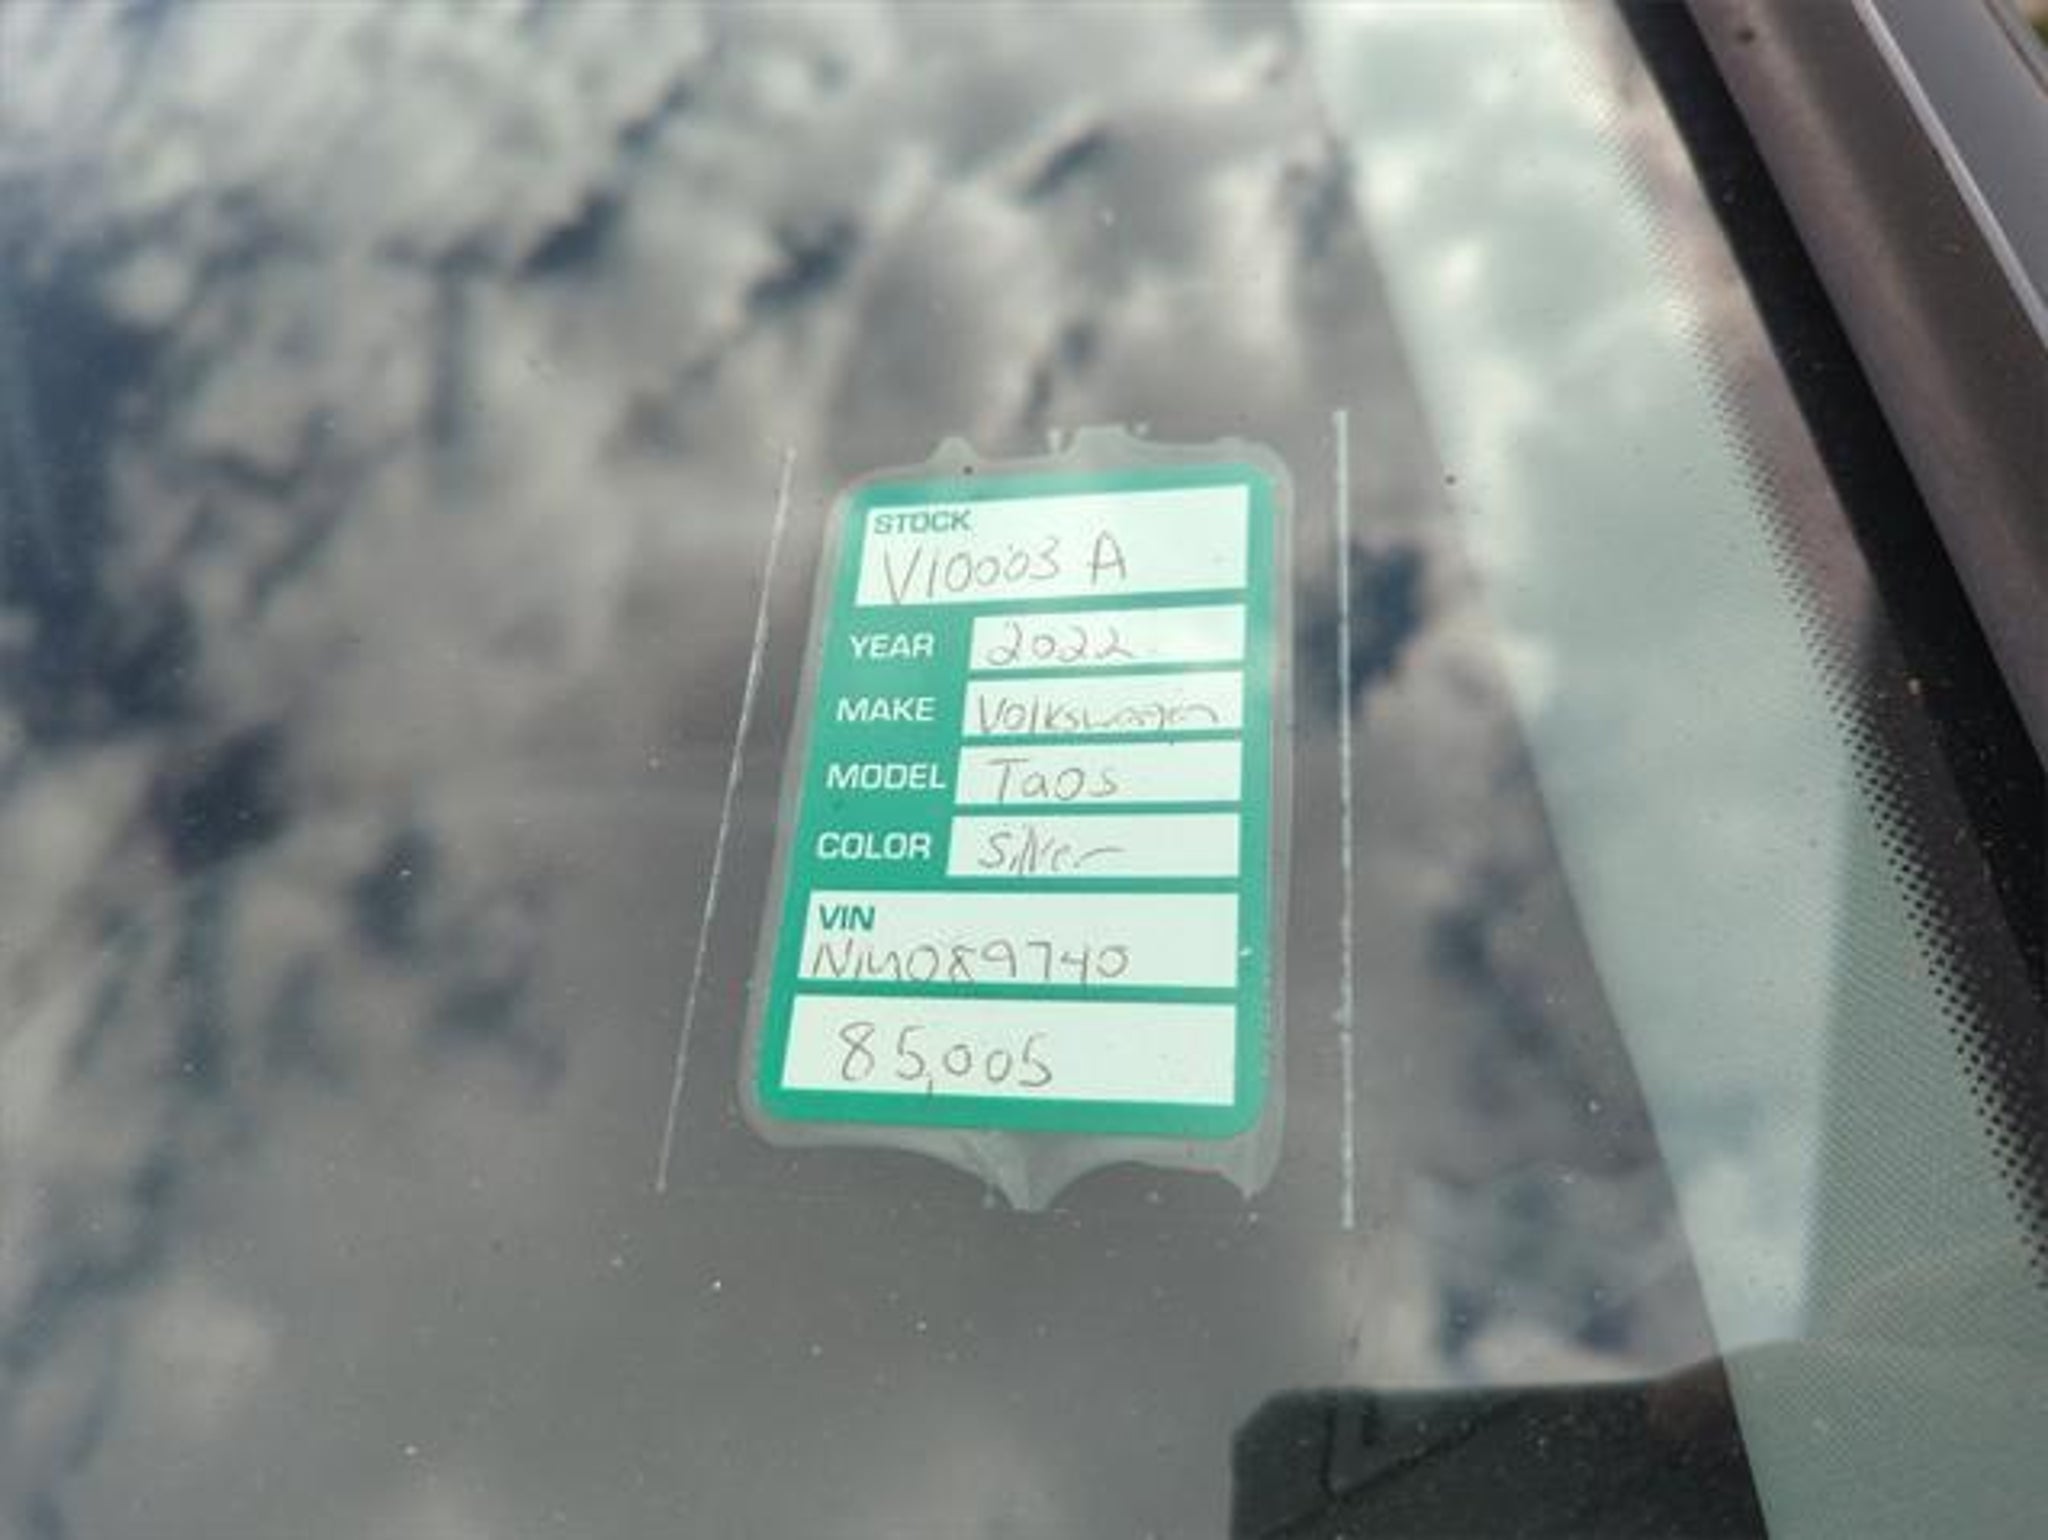 STOCK
V10003 A
YEAR 2022
MAKE Volkswagen
MODEL Taos
COLOR Silver
VIN
NM089740
85,005